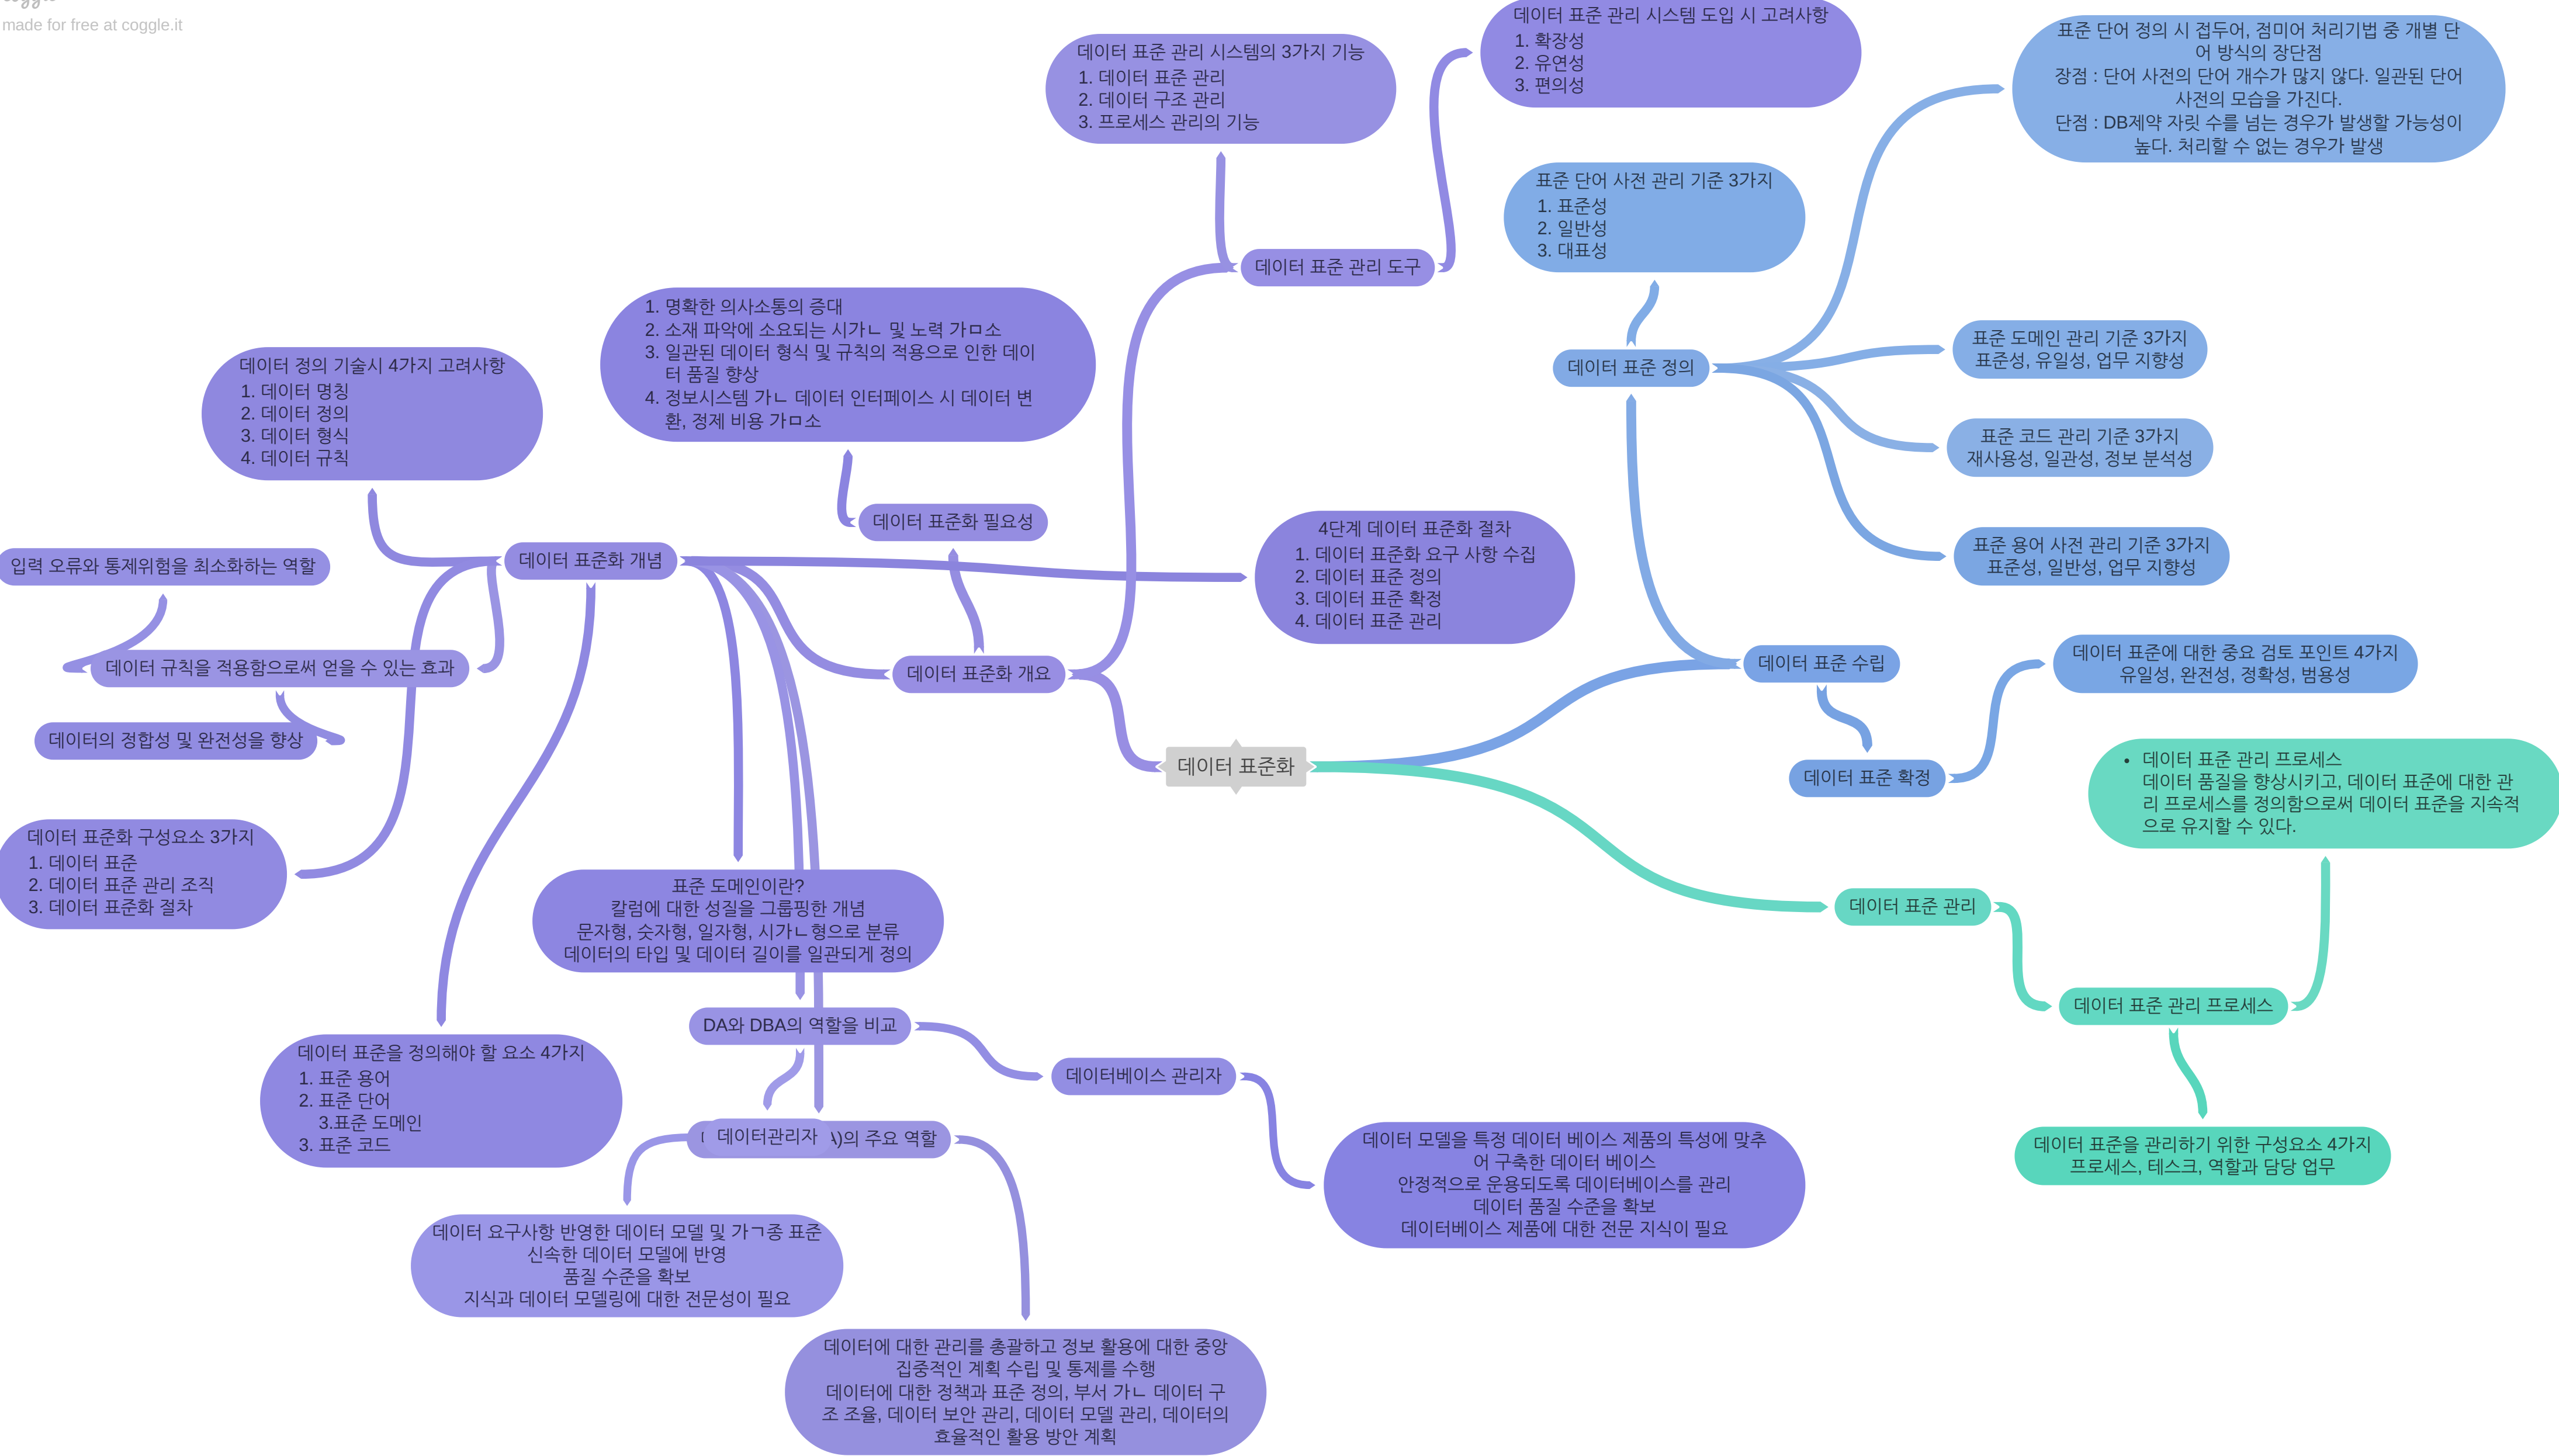 made for free at coggle.it
데이터 표준 관리 시스템 도입 시 고려사항
1. 확장성
2. 유연성
3. 편의성
데이터 표준 관리 시스템의 3가지 기능
1. 데이터 표준 관리
2. 데이터 구조 관리
3. 프로세스 관리의 기능
표준 단어 정의 시 접두어, 점미어 처리기법 중 개별 단
어 방식의 장단점
장점 : 단어 사전의 단어 개수가 많지 않다. 일관된 단어
사전의 모습을 가진다.
단점 : DB제약 자릿 수를 넘는 경우가 발생할 가능성이
높다. 처리할 수 없는 경우가 발생
표준 단어 사전 관리 기준 3가지
1. 표준성
2. 일반성
3. 대표성
데이터 표준 관리 도구
1. 명확한 의사소통의 증대
2. 소재 파악에 소요되는 시가ㄴ 및 노력 가ㅁ소
3. 일관된 데이터 형식 및 규칙의 적용으로 인한 데이
터 품질 향상
4. 정보시스템 가ㄴ 데이터 인터페이스 시 데이터 변
환, 정제 비용 가ㅁ소
데이터 정의 기술시 4가지 고려사항
1. 데이터 명칭
2. 데이터 정의
3. 데이터 형식
4. 데이터 규칙
데이터 표준 정의
표준 도메인 관리 기준 3가지
표준성, 유일성, 업무 지향성
표준 코드 관리 기준 3가지
재사용성, 일관성, 정보 분석성
표준 용어 사전 관리 기준 3가지
표준성, 일반성, 업무 지향성
데이터 표준화 필요성
4단계 데이터 표준화 절차
1. 데이터 표준화 요구 사항 수집
2. 데이터 표준 정의
3. 데이터 표준 확정
4. 데이터 표준 관리
데이터 표준화 개념
입력 오류와 통제위험을 최소화하는 역할
데이터 규칙을 적용함으로써 얻을 수 있는 효과
데이터 표준화 개요
데이터 표준 수립
데이터 표준에 대한 중요 검토 포인트 4가지
유일성, 완전성, 정확성, 범용성
데이터의 정합성 및 완전성을 향상
데이터 표준화
데이터 표준 확정
• 데이터 표준 관리 프로세스
데이터 품질을 향상시키고, 데이터 표준에 대한 관
리 프로세스를 정의함으로써 데이터 표준을 지속적
으로 유지할 수 있다.
데이터 표준화 구성요소 3가지
1. 데이터 표준
2. 데이터 표준 관리 조직
3. 데이터 표준화 절차
표준 도메인이란?
칼럼에 대한 성질을 그룹핑한 개념
문자형, 숫자형, 일자형, 시가ㄴ형으로 분류
데이터의 타입 및 데이터 길이를 일관되게 정의
데이터 표준 관리
데이터 표준 관리 프로세스
DA와 DBA의 역할을 비교
데이터 표준을 정의해야 할 요소 4가지
1. 표준 용어
2. 표준 단어
3.표준 도메인
3. 표준 코드
데이터베이스 관리자
데이터관리자
A)의 주요 역할
데이터 모델을 특정 데이터 베이스 제품의 특성에 맞추
어 구축한 데이터 베이스
안정적으로 운용되도록 데이터베이스를 관리
데이터 품질 수준을 확보
데이터베이스 제품에 대한 전문 지식이 필요
데이터 표준을 관리하기 위한 구성요소 4가지
프로세스, 테스크, 역할과 담당 업무
데이터 요구사항 반영한 데이터 모델 및 가ㄱ종 표준
신속한 데이터 모델에 반영
품질 수준을 확보
지식과 데이터 모델링에 대한 전문성이 필요
데이터에 대한 관리를 총괄하고 정보 활용에 대한 중앙
집중적인 계획 수립 및 통제를 수행
데이터에 대한 정책과 표준 정의, 부서 가ㄴ 데이터 구
조 조율, 데이터 보안 관리, 데이터 모델 관리, 데이터의
효율적인 활용 방안 계획